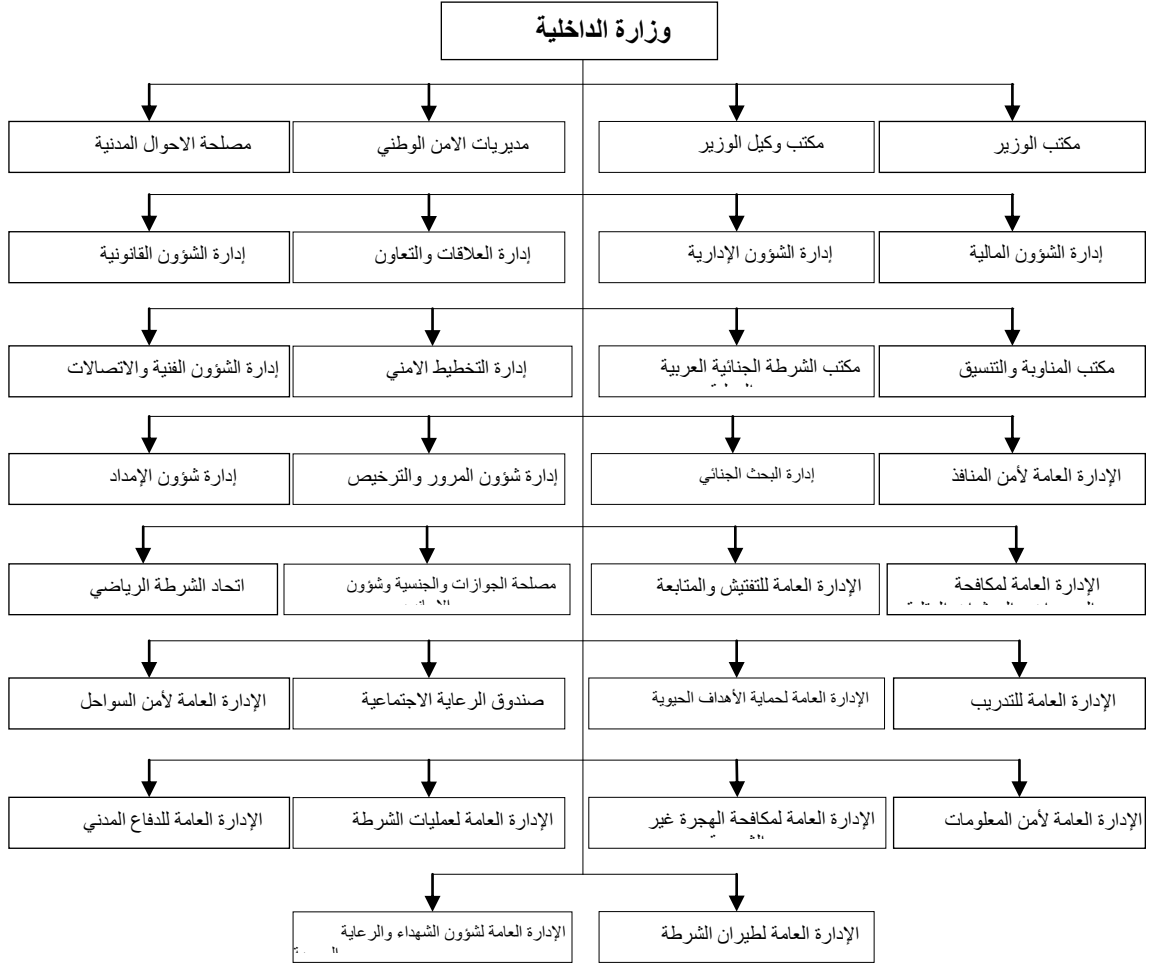 وزارة الداخلية
مكتب الوزير
مكتب وكيل الوزير
مديريات الامن الوطني
مصلحة الاحوال المدنية
إدارة الشؤون المالية
إدارة الشؤون الإدارية
إدارة العلاقات والتعاون
إدارة الشؤون القانونية
مكتب المناوبة والتنسيق
مكتب الشرطة الجنائية العربية
إدارة التخطيط الامني
إدارة الشؤون الفنية والاتصالات
الإدارة العامة لأمن المنافذ
إدارة البحث الجنائي
إدارة شؤون المرور والترخيص
إدارة شؤون الإمداد
الإدارة العامة لمكافحة
الإدارة العامة للتفتيش والمتابعة
مصلحة الجوازات والجنسية وشؤون
اتحاد الشرطة الرياضي
الإدارة العامة للتدريب
الإدارة العامة لحماية الأهداف الحيوية
صندوق الرعاية الاجتماعية
الإدارة العامة لأمن السواحل
الإدارة العامة لأمن المعلومات
الإدارة العامة لمكافحة الهجرة غير
الإدارة العامة لعمليات الشرطة
الإدارة العامة للدفاع المدني
الإدارة العامة لطيران الشرطة
الإدارة العامة لشؤون الشهداء والرعاية